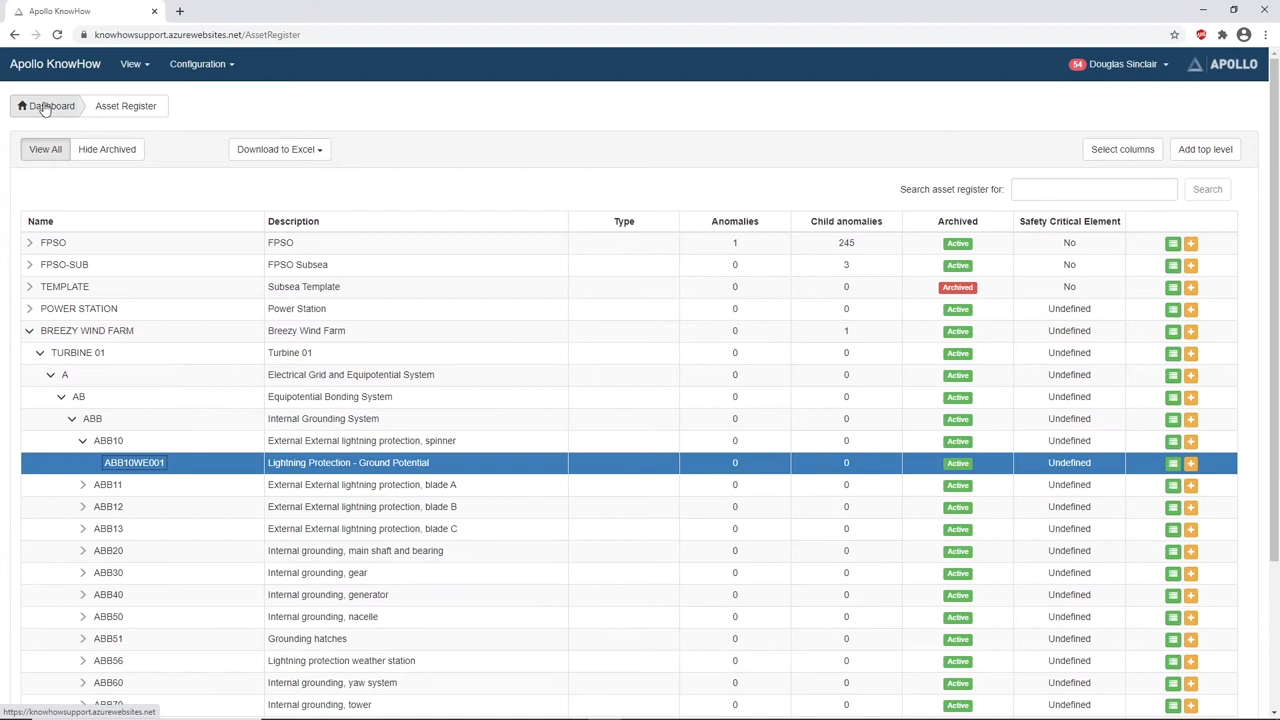 Apollo KnowHow
knowhowsupport.azurewebsites.net/AssetRegister
Apollo KnowHow View Configuration 54 Douglas Sinclair APOLLO
Dashboard Asset Register
View All Hide Archived Download to Excel Select columns Add top level
Search asset register for: Search
Name Description Type Anomalies Child anomalies Archived Safety Critical Element
FPSO FPSO 1 245 Active No
FPSO-SUB FPSO Subsea 0 3 Active No
TEMPLATE Subsea Template 0 0 Archived No
POWER STATION Power Station 0 0 Active Undefined
BREEZY WIND FARM Breezy Wind Farm 0 1 Active Undefined
TURBINE 01 Turbine 01 0 0 Active Undefined
A Electrical Grid and Equipotential System 0 0 Active Undefined
AB Equipotential Bonding System 0 0 Active Undefined
ABB Internal Grounding System 0 0 Active Undefined
ABB10 External External lightning protection, spinner 0 0 Active Undefined
ABB10WE001 Lightning Protection - Ground Potential 0 0 Active Undefined
ABB11 External External lightning protection, blade A 0 0 Active Undefined
ABB12 External External lightning protection, blade B 0 0 Active Undefined
ABB13 External External lightning protection, blade C 0 0 Active Undefined
ABB20 Internal grounding, main shaft and bearing 0 0 Active Undefined
ABB30 Internal grounding, gear 0 0 Active Undefined
ABB40 Internal grounding, generator 0 0 Active Undefined
ABB50 Internal grounding, nacelle 0 0 Active Undefined
ABB51 Grounding hatches 0 0 Active Undefined
ABB56 Lightning protection weather station 0 0 Active Undefined
ABB60 Internal grounding, yaw system 0 0 Active Undefined
ABB70 Internal grounding, tower 0 0 Active Undefined
https://knowhowsupport.azurewebsites.net